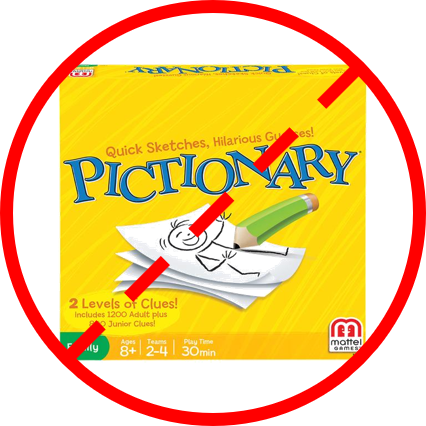 PICTIONARY
Quick Sketches, Hilarious Guesses!
PICTIONARY
2 Levels of Clues!
Includes 1200 Adult plus
Junior Clues!
Family
Ages
8+
Teams
2-4
Play Time
30min
mattel
GAMES